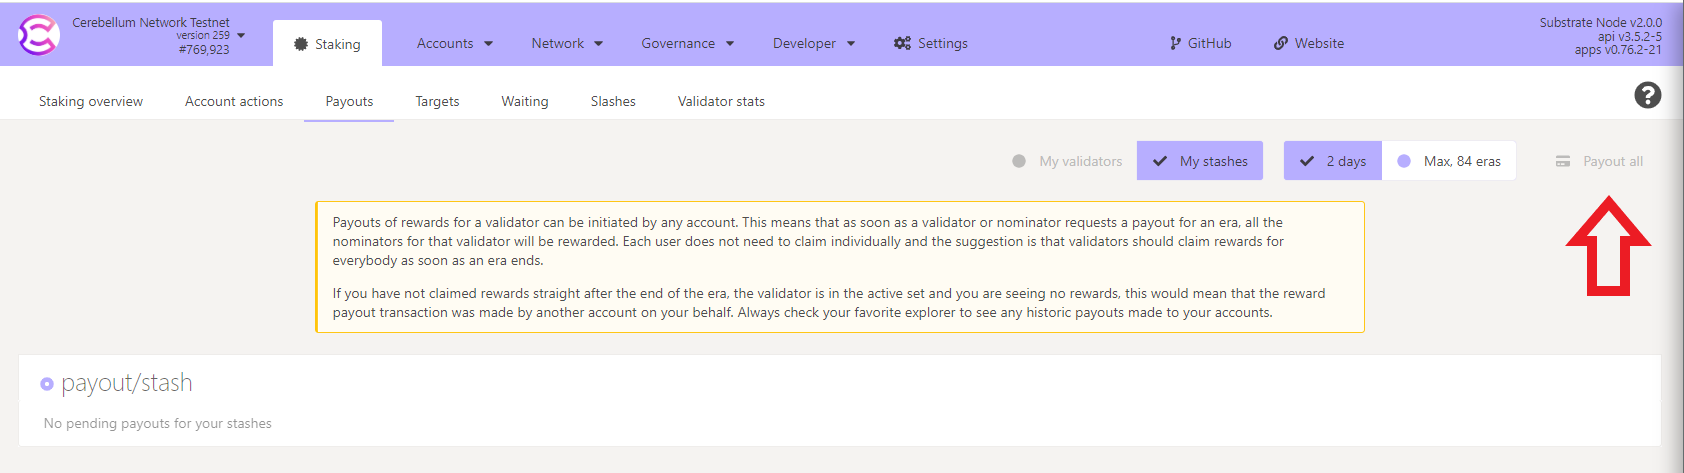 Cerebellum Network Testnet
version 259
#769,923
Staking
Accounts
Network
Governance
Developer
Settings
GitHub
Website
Substrate Node v2.0.0
api v3.5.2-5
apps v0.76.2-21
Staking overview
Account actions
Payouts
Targets
Waiting
Slashes
Validator stats
My validators
My stashes
2 days
Max, 84 eras
Payout all
Payouts of rewards for a validator can be initiated by any account. This means that as soon as a validator or nominator requests a payout for an era, all the
nominators for that validator will be rewarded. Each user does not need to claim individually and the suggestion is that validators should claim rewards for
everybody as soon as an era ends.
If you have not claimed rewards straight after the end of the era, the validator is in the active set and you are seeing no rewards, this would mean that the reward
payout transaction was made by another account on your behalf. Always check your favorite explorer to see any historic payouts made to your accounts.
payout/stash
No pending payouts for your stashes